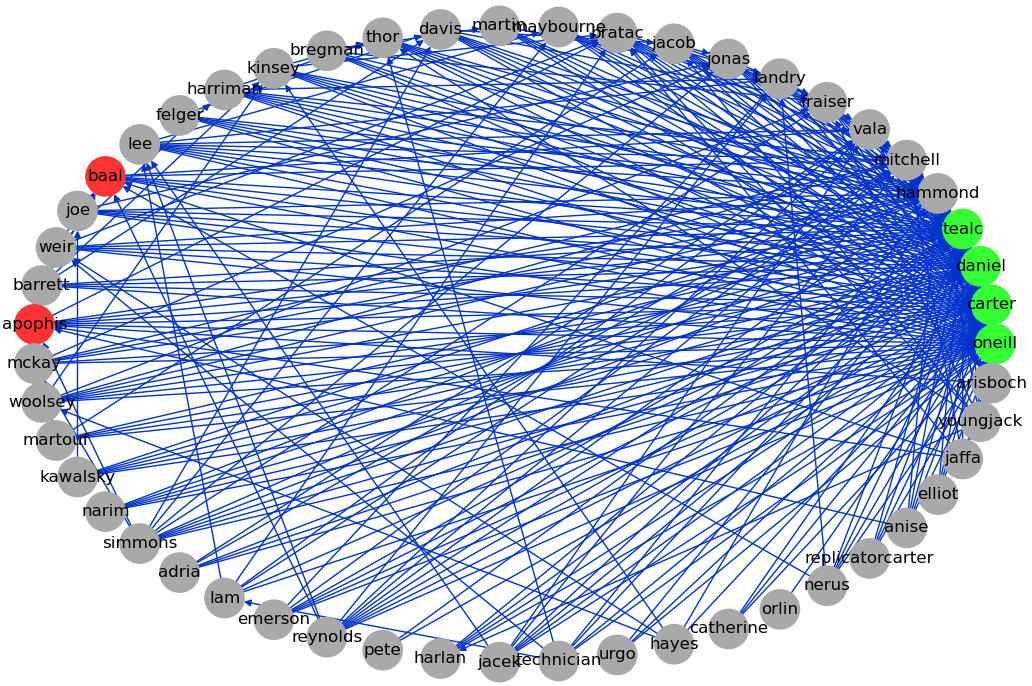 martin
maybourne
davis
bratac
thor
jacob
bregman
jonas
kinsey
landry
harriman
fraiser
felger
vala
lee
mitchell
baal
hammond
joe
tealc
weir
daniel
barrett
carter
apophis
oneill
mckay
arisboch
woolsey
youngjack
martouf
jaffa
kawalsky
elliot
narim
anise
simmons
replicatorcarter
adria
nerus
lam
orlin
emerson
catherine
reynolds
hayes
pete
urgo
harlan
technician
jacek